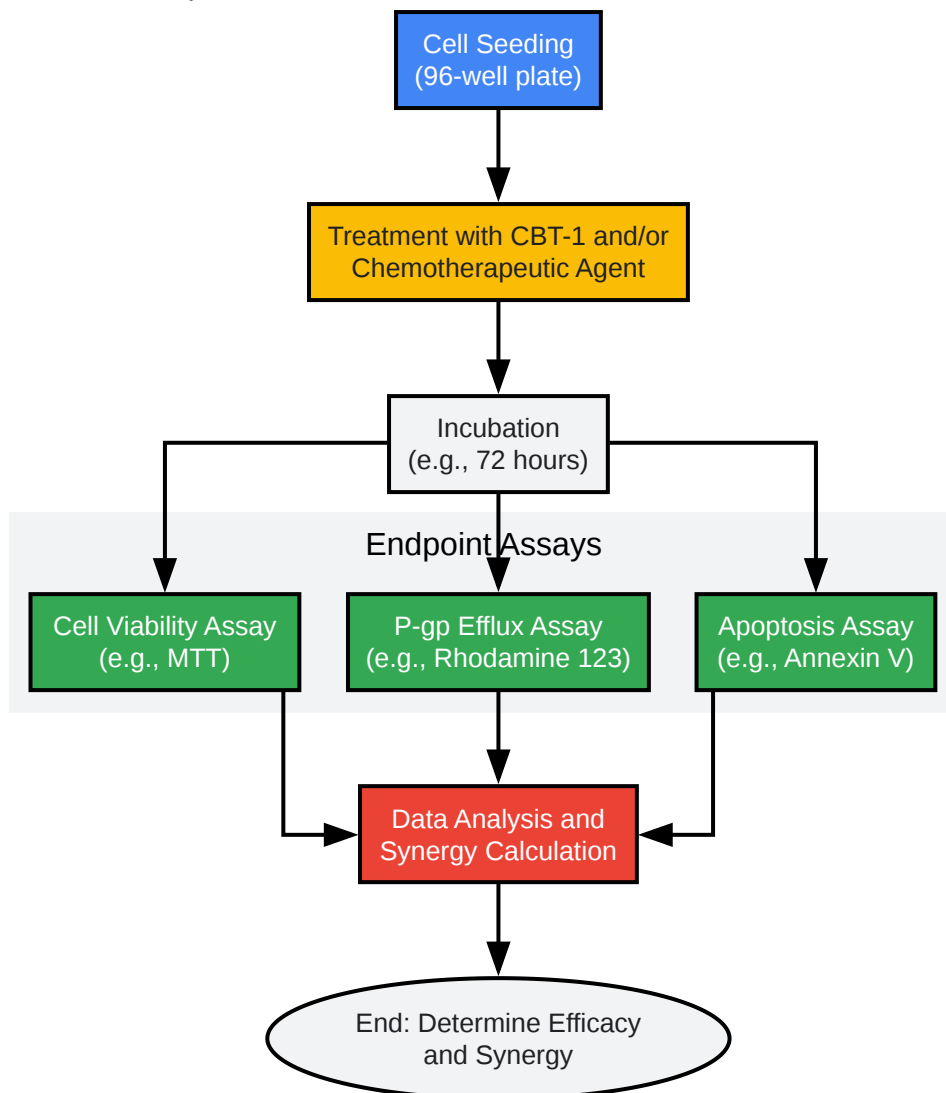 Cell Seeding
(96-well plate)
Treatment with CBT-1 and/or
Chemotherapeutic Agent
Incubation
(e.g., 72 hours)
Endpoint Assays
Cell Viability Assay
(e.g., MTT)
P-gp Efflux Assay
(e.g., Rhodamine 123)
Apoptosis Assay
(e.g., Annexin V)
Data Analysis and
Synergy Calculation
End: Determine Efficacy
and Synergy